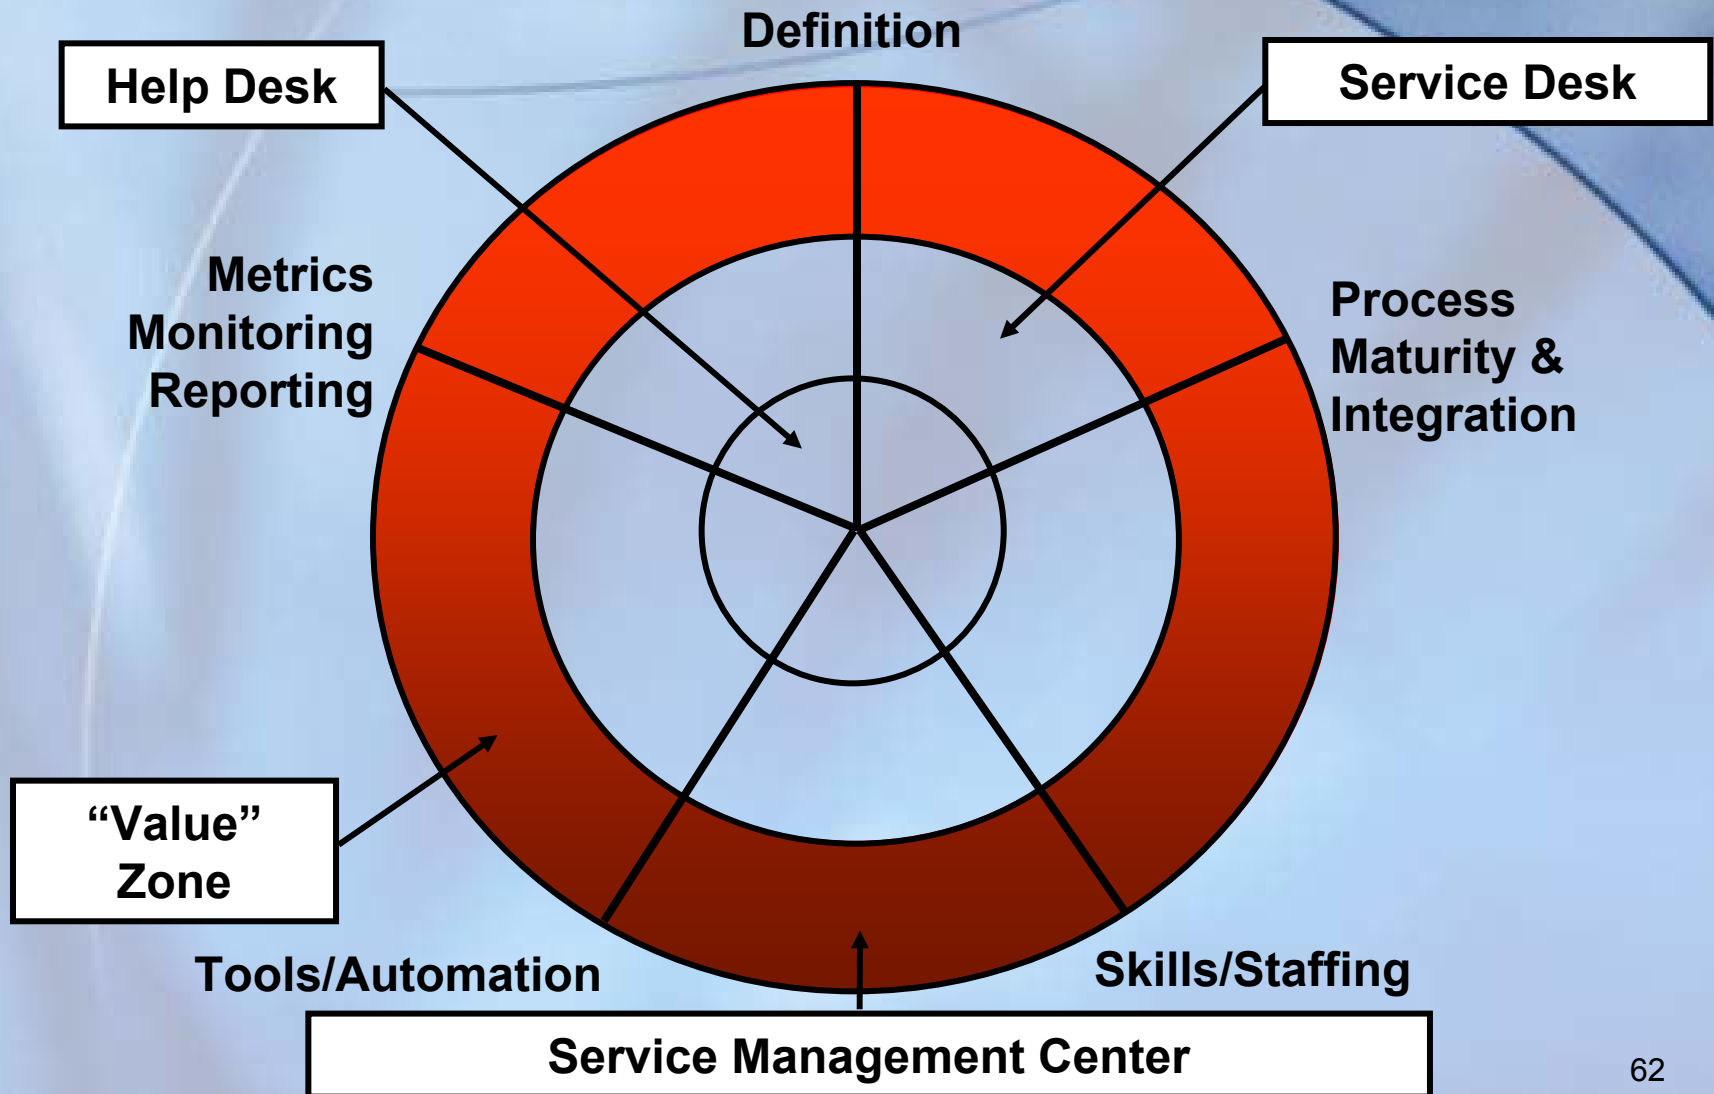 Definition
Help Desk
Service Desk
Metrics
Monitoring
Reporting
Process
Maturity &
Integration
“Value”
Zone
Tools/Automation
Skills/Staffing
Service Management Center
62